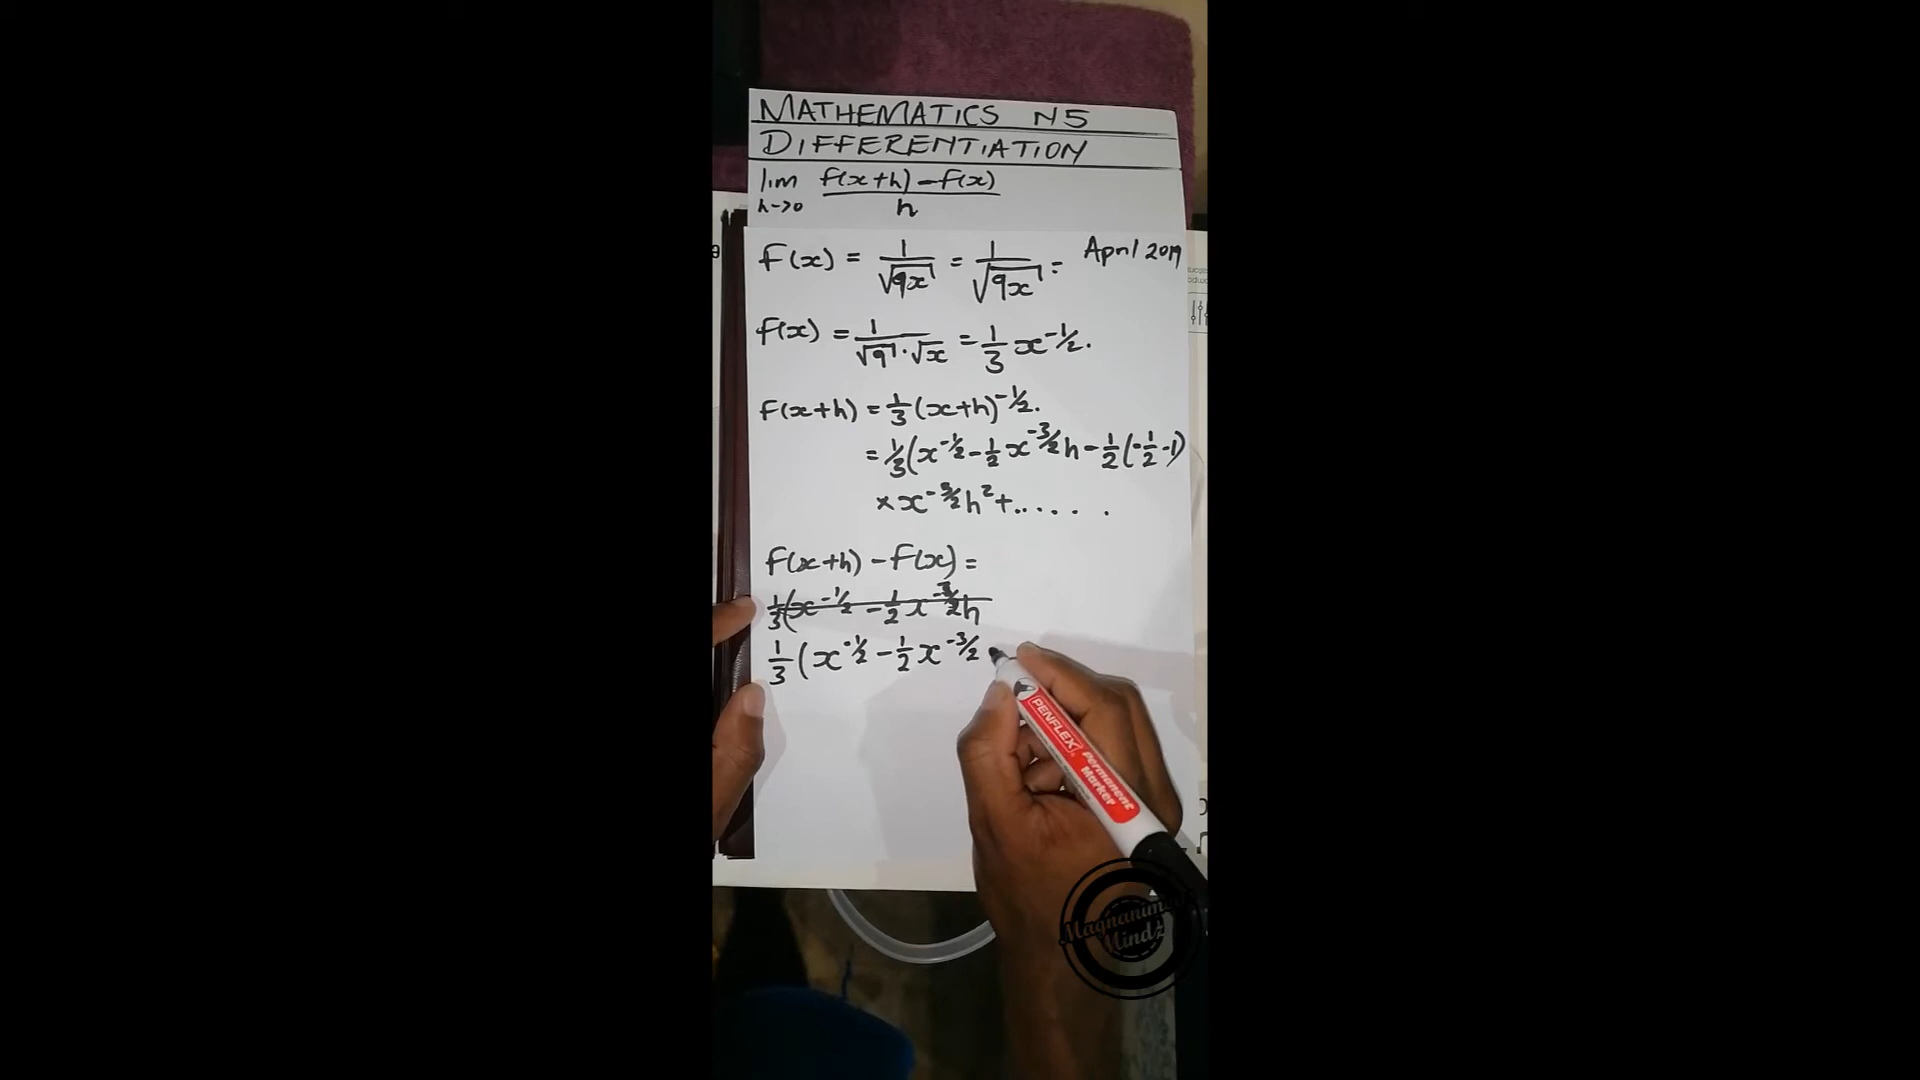 MATHEMATICS N5
DIFFERENTIATION
lim f(x+h) - f(x)
h->0 h
f(x) = 1/√9x = 1/√9x = April 2019
f(x) = 1/√9·√x = 1/3 x^-1/2.
f(x+h) = 1/3(x+h)^-1/2.
= 1/3(x^-1/2 - 1/2 x^-3/2 h - 1/2(-1/2 -1)
× x^-5/2 h² + ..... .
f(x+h) - f(x) =
1/3(x^-1/2 - 1/2 x^-3/2 h
1/3(x^-1/2 - 1/2 x^-3/2
PENFLEX
Permanent
Marker
Mindz